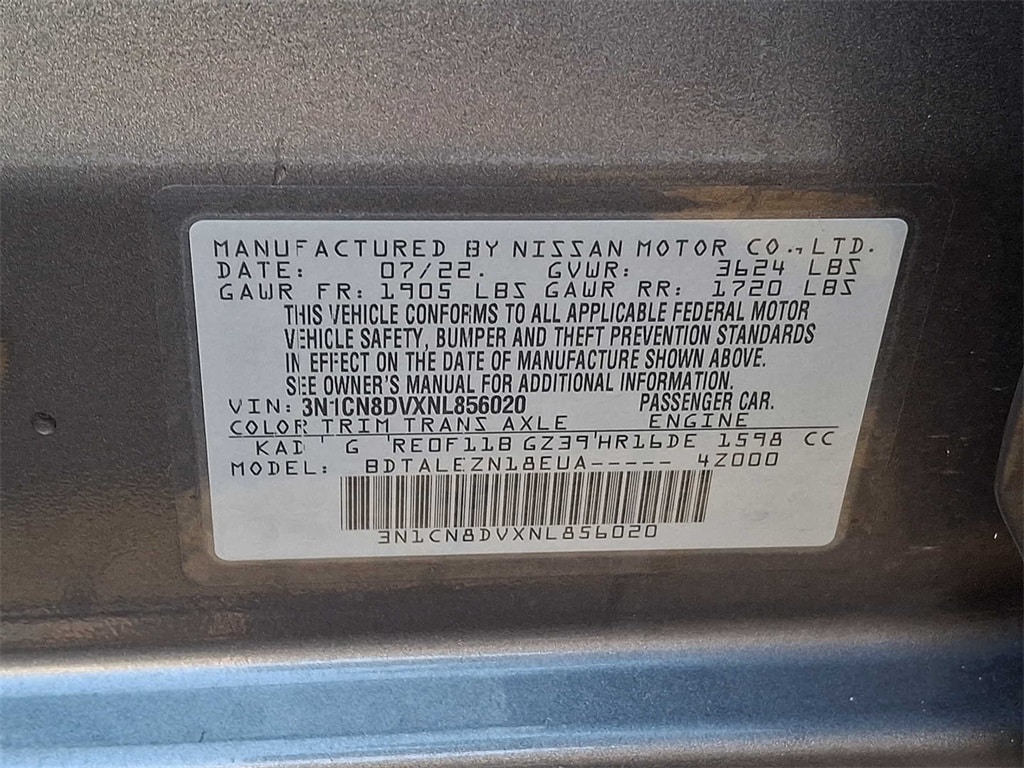 MANUFACTURED BY NISSAN MOTOR CO., LTD.
DATE: 07/22. GVWR: 3624 LBS
GAWR FR: 1905 LBS GAWR RR: 1720 LBS
THIS VEHICLE CONFORMS TO ALL APPLICABLE FEDERAL MOTOR
VEHICLE SAFETY, BUMPER AND THEFT PREVENTION STANDARDS
IN EFFECT ON THE DATE OF MANUFACTURE SHOWN ABOVE.
SEE OWNER'S MANUAL FOR ADDITIONAL INFORMATION.
VIN: 3N1CN8DVXNL856020 PASSENGER CAR.
COLOR TRIM TRANS AXLE ENGINE
KAD ' G 'RE0F11B GZ39'HR16DE 1598 CC
MODEL: BDTALEZN18EUA----- 4Z000
3N1CN8DVXNL856020